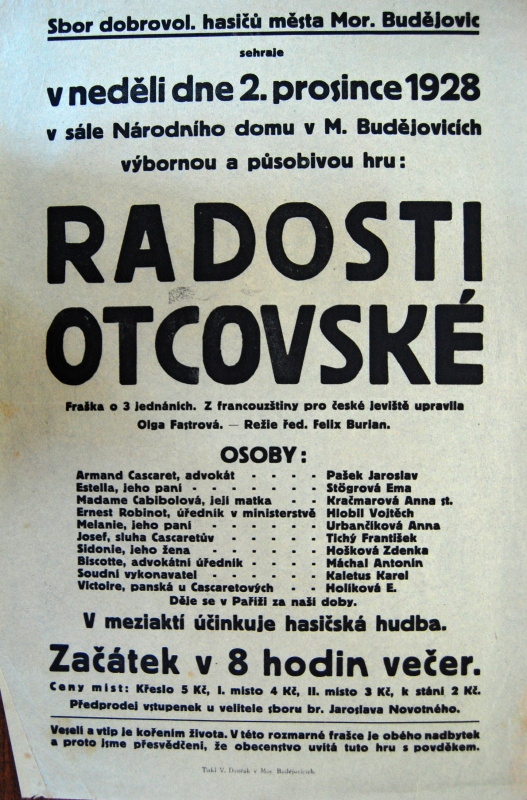 Sbor dobrovol. hasičů města Mor. Budějovic
sehraje
v neděli dne 2. prosince 1928
v sále Národního domu v M. Budějovicích
výbornou a působivou hru:
RADOSTI
OTCOVSKÉ
Fraška o 3 jednáních. Z francouzštiny pro české jeviště upravila
Olga Fastrová. — Režie řed. Felix Burian.
OSOBY:
Armand Cascaret, advokát - - - - Pašek Jaroslav
Estella, jeho paní - - - - - - Stögrová Ema
Madame Cabibolová, její matka - - Kračmarová Anna st.
Ernest Robinot, úředník v ministerstvě Hlobil Vojtěch
Melanie, jeho paní - - - - - - Urbančíková Anna
Josef, sluha Cascaretův - - - - - Tichý František
Sidonie, jeho žena - - - - - - Hošková Zdenka
Biscotte, advokátní úředník - - - - Máchal Antonín
Soudní vykonavatel - - - - - - Kaletus Karel
Victoire, panská u Cascaretových - - - Holíková E.
Děje se v Paříži za naší doby.
V meziaktí účinkuje hasičská hudba.
Začátek v 8 hodin večer.
Ceny míst: Křeslo 5 Kč, I. místo 4 Kč, II. místo 3 Kč, k stání 2 Kč.
Předprodej vstupenek u velitele sboru br. Jaroslava Novotného.
Veselí a vtip je kořením života. V této rozmarné frašce je obého nadbytek
a proto jsme přesvědčeni, že obecenstvo uvítá tuto hru s povděkem.
Tiskl V. Dvořák v Mor. Budějovicích.